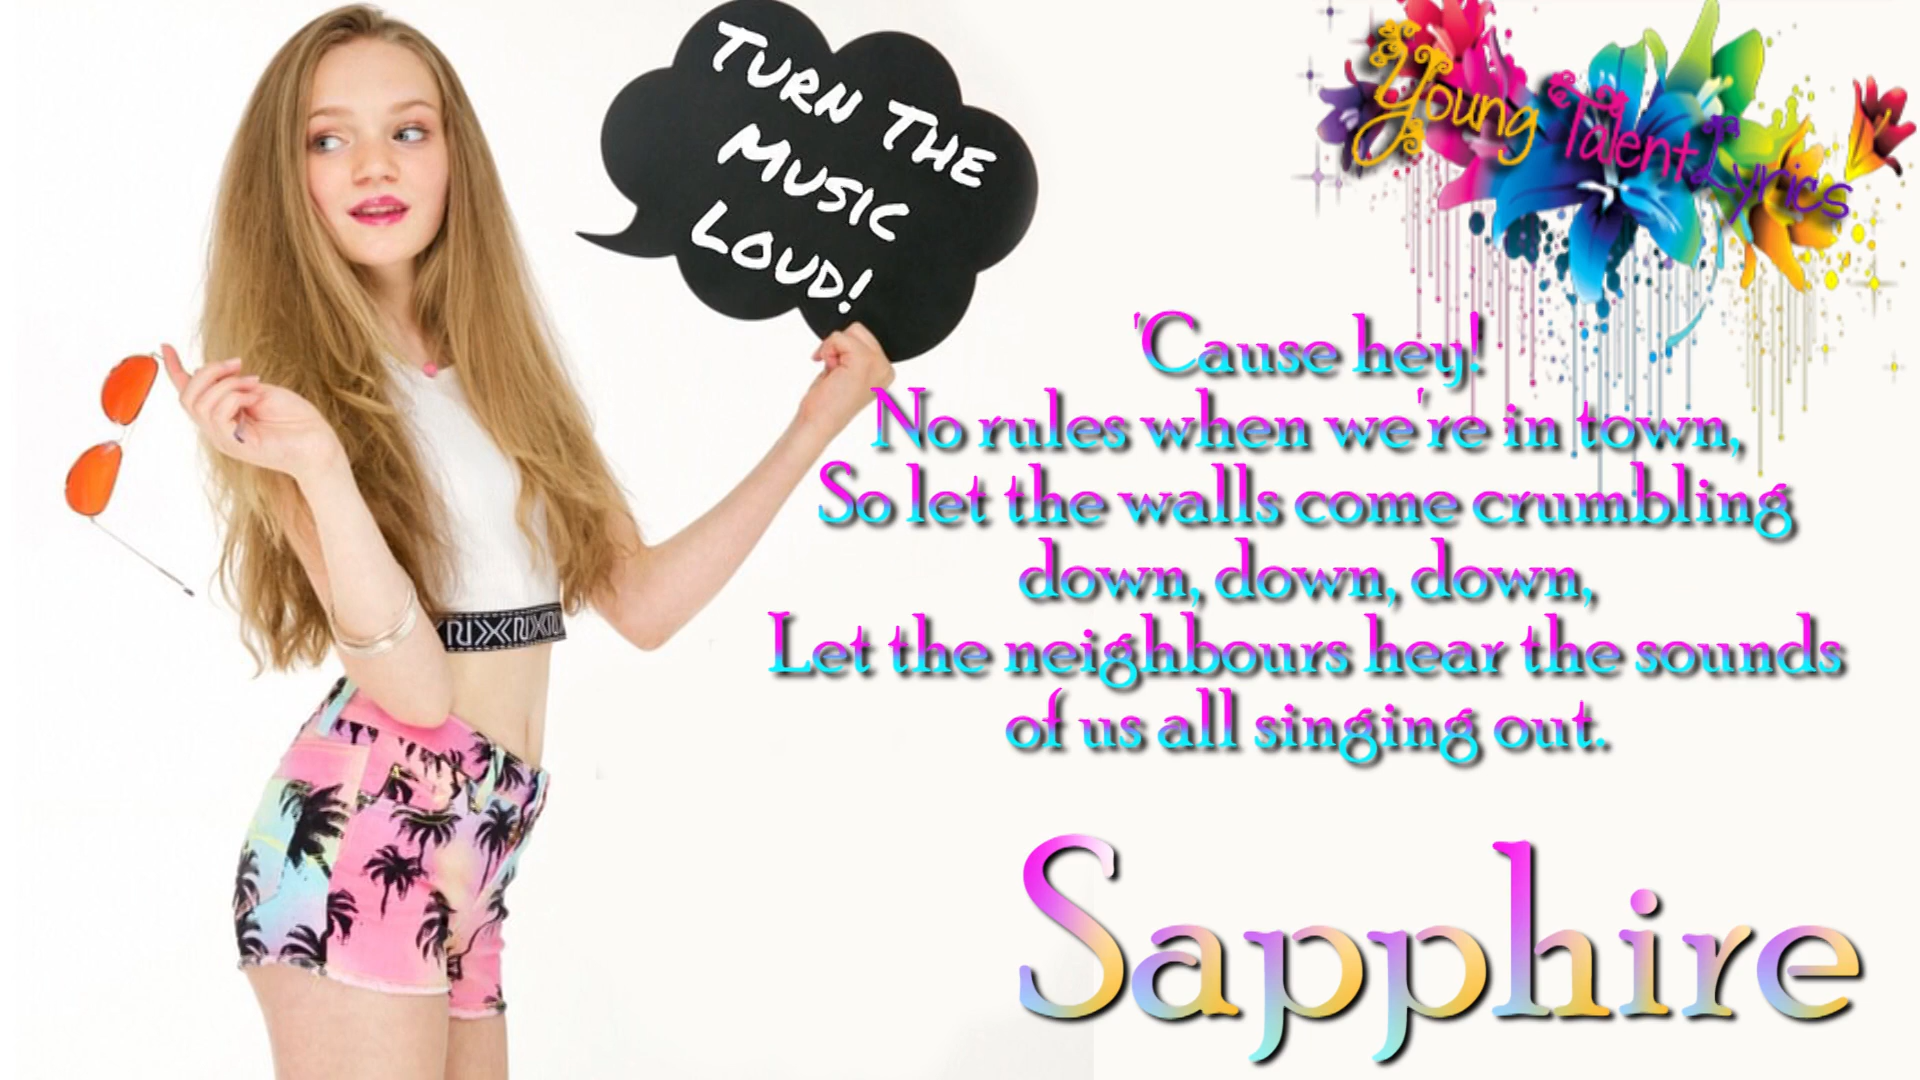 Turn The
Music
Loud!
Young Talent Lyrics
'Cause hey!
No rules when we're in town,
So let the walls come crumbling
down, down, down,
Let the neighbours hear the sounds
of us all singing out.
Sapphire